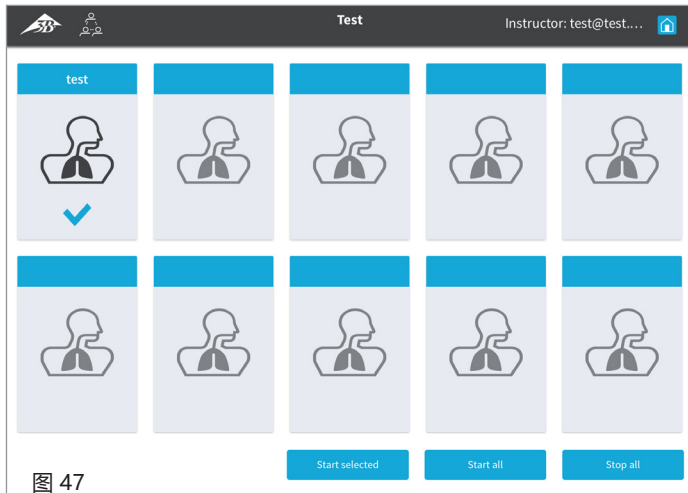 3B
Test
Instructor: test@test....
test
Start selected
Start all
Stop all
图 47